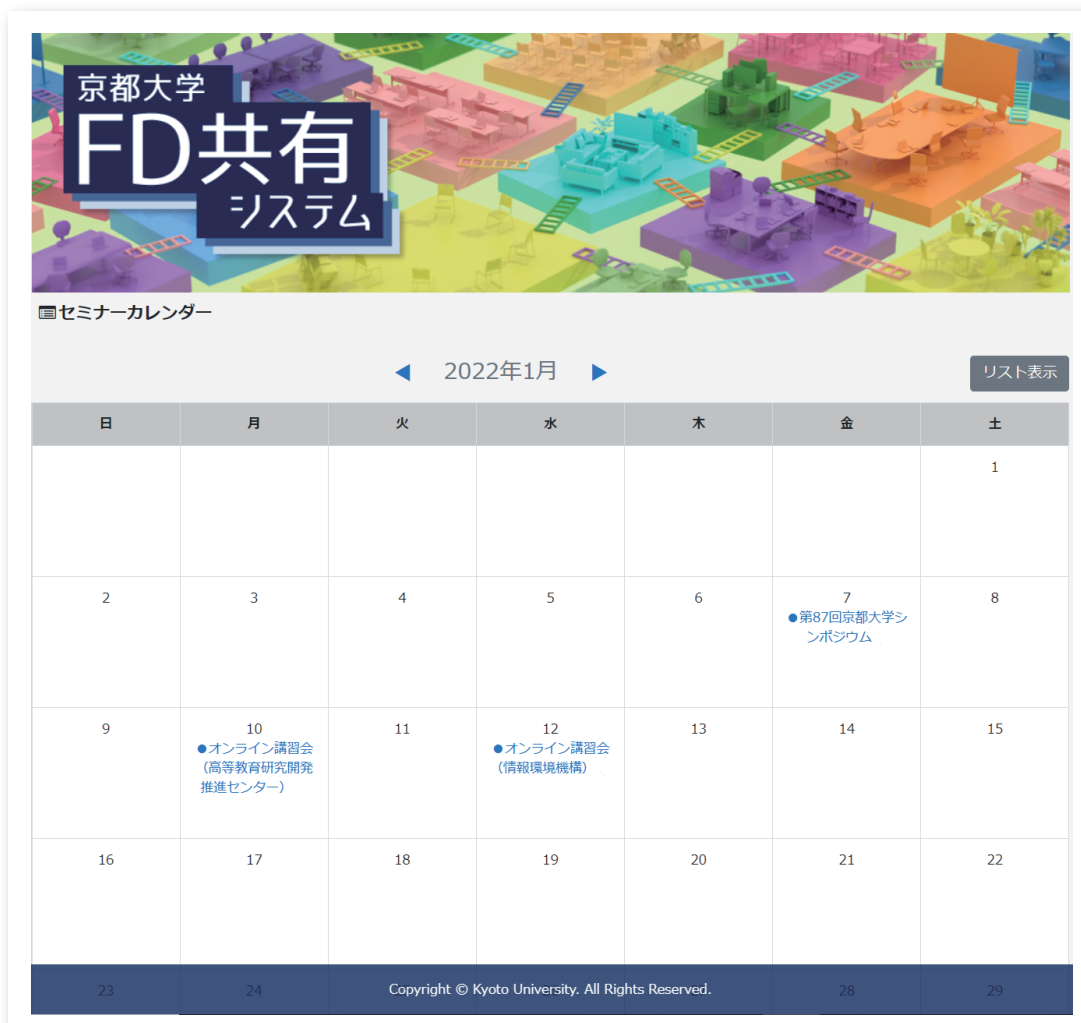 京都大学
FD共有
システム
セミナーカレンダー
◀ 2022年1月 ▶
リスト表示
日 月 火 水 木 金 土
1
2 3 4 5 6 7 8
●第87回京都大学シ
ンポジウム
9 10 11 12 13 14 15
●オンライン講習会
（高等教育研究開発
推進センター）
●オンライン講習会
（情報環境機構）
16 17 18 19 20 21 22
23 24 28 29
Copyright © Kyoto University. All Rights Reserved.